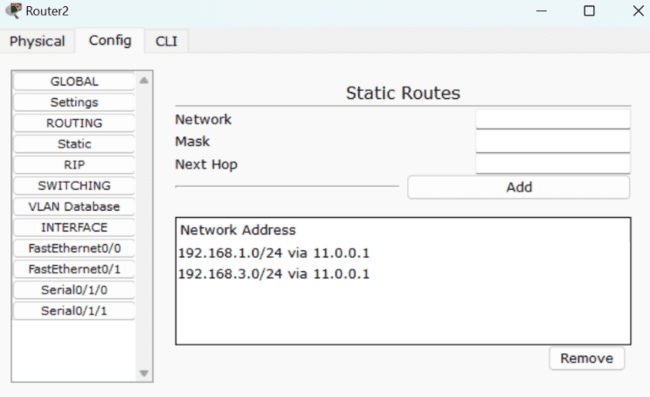 Router2
Physical Config CLI
GLOBAL
Settings
ROUTING
Static
RIP
SWITCHING
VLAN Database
INTERFACE
FastEthernet0/0
FastEthernet0/1
Serial0/1/0
Serial0/1/1
Static Routes
Network
Mask
Next Hop
Add
Network Address
192.168.1.0/24 via 11.0.0.1
192.168.3.0/24 via 11.0.0.1
Remove